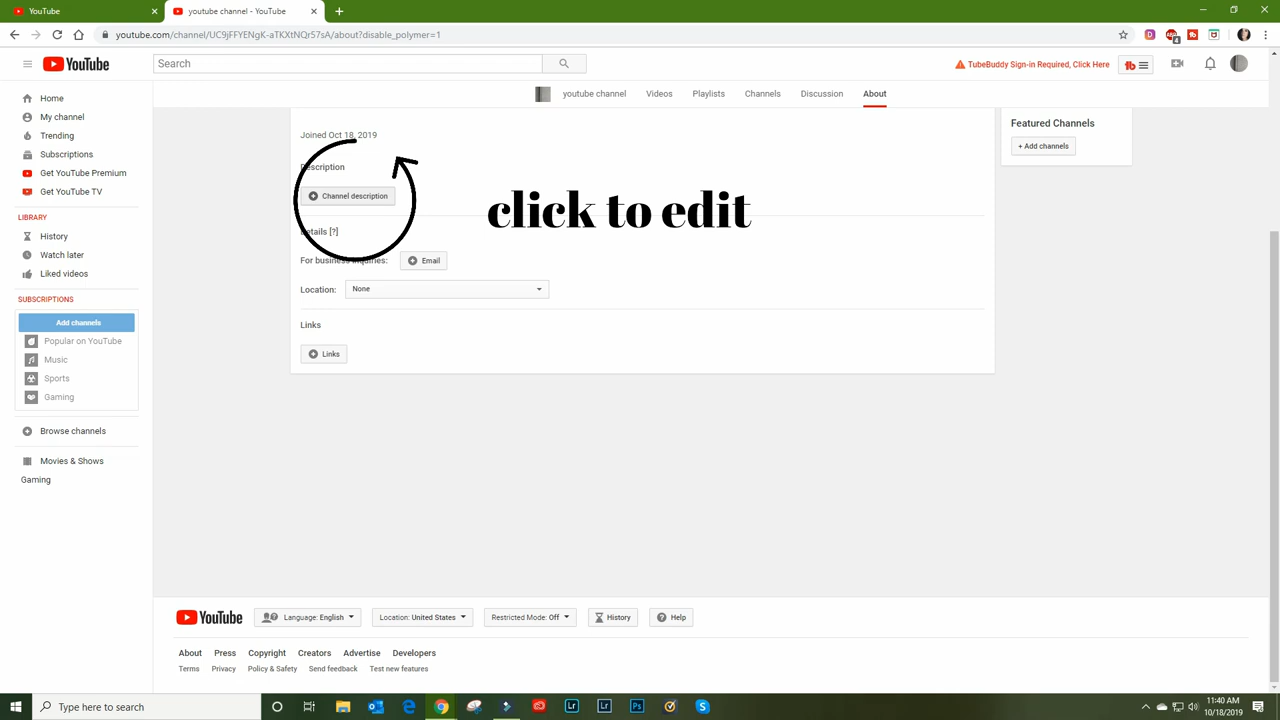 YouTube
youtube channel - YouTube
youtube.com/channel/UC9jFFYENgK-aTKXtNQr57sA/about?disable_polymer=1
YouTube
Search
TubeBuddy Sign-in Required, Click Here
youtube channel
Videos
Playlists
Channels
Discussion
About
Home
My channel
Trending
Subscriptions
Get YouTube Premium
Get YouTube TV
LIBRARY
History
Watch later
Liked videos
SUBSCRIPTIONS
Add channels
Popular on YouTube
Music
Sports
Gaming
Browse channels
Movies & Shows
Gaming
Joined Oct 18, 2019
Description
Channel description
click to edit
Details [?]
For business inquiries:
Email
Location:
None
Links
Links
Featured Channels
+ Add channels
YouTube
Language: English
Location: United States
Restricted Mode: Off
History
Help
About Press Copyright Creators Advertise Developers
Terms Privacy Policy & Safety Send feedback Test new features
Type here to search
11:40 AM
10/18/2019